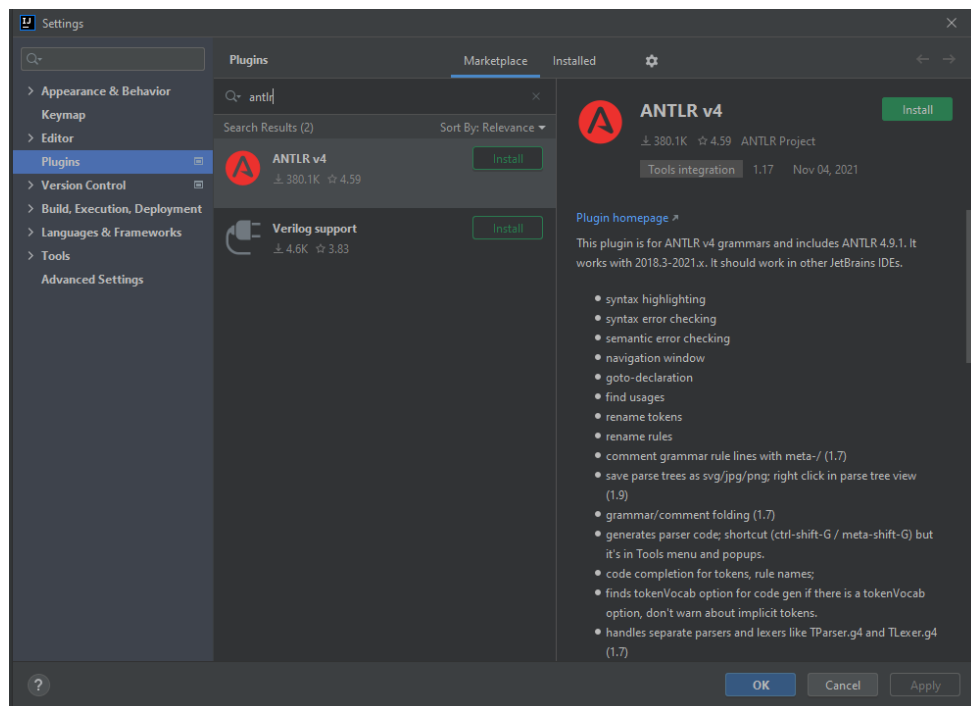 Settings
Appearance & Behavior
Keymap
Editor
Plugins
Version Control
Build, Execution, Deployment
Languages & Frameworks
Tools
Advanced Settings
Plugins
Marketplace
Installed
antlr
Search Results (2)
Sort By: Relevance
ANTLR v4
Install
380.1K 4.59
Verilog support
Install
4.6K 3.83
ANTLR v4
Install
380.1K 4.59 ANTLR Project
Tools integration 1.17 Nov 04, 2021
Plugin homepage ↗
This plugin is for ANTLR v4 grammars and includes ANTLR 4.9.1. It
works with 2018.3-2021.x. It should work in other JetBrains IDEs.
• syntax highlighting
• syntax error checking
• semantic error checking
• navigation window
• goto-declaration
• find usages
• rename tokens
• rename rules
• comment grammar rule lines with meta-/ (1.7)
• save parse trees as svg/jpg/png; right click in parse tree view
(1.9)
• grammar/comment folding (1.7)
• generates parser code; shortcut (ctrl-shift-G / meta-shift-G) but
it's in Tools menu and popups.
• code completion for tokens, rule names;
• finds tokenVocab option for code gen if there is a tokenVocab
option, don't warn about implicit tokens.
• handles separate parsers and lexers like TParser.g4 and TLexer.g4
(1.7)
?
OK
Cancel
Apply